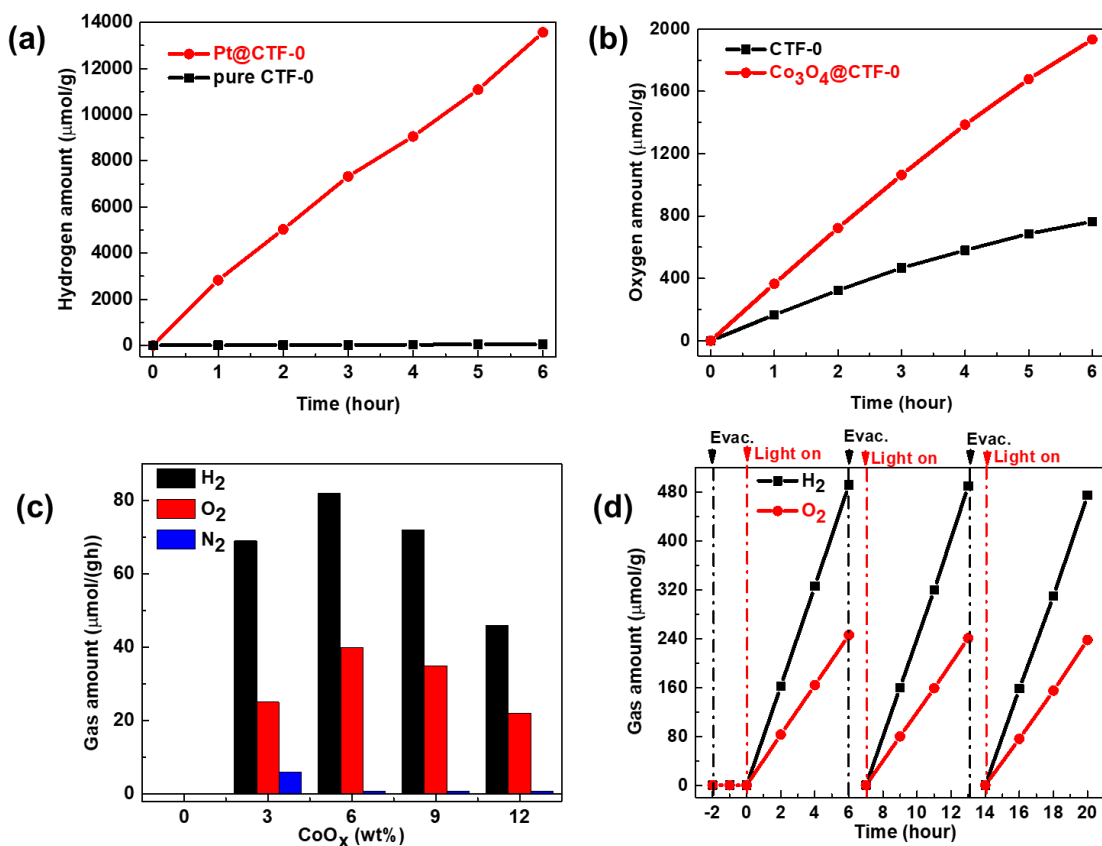 (a)
Pt@CTF-0
pure CTF-0
Hydrogen amount (μmol/g)
14000
12000
10000
8000
6000
4000
2000
0
0 1 2 3 4 5 6
Time (hour)
(b)
CTF-0
Co₃O₄@CTF-0
Oxygen amount (μmol/g)
2000
1600
1200
800
400
0
0 1 2 3 4 5 6
Time (hour)
(c)
H₂
O₂
N₂
Gas amount (μmol/(gh))
80
60
40
20
0
0 3 6 9 12
CoOₓ (wt%)
(d)
Evac. Evac. Evac.
Light on Light on Light on
H₂
O₂
Gas amount (μmol/g)
480
400
320
240
160
80
0
-2 0 2 4 6 8 10 12 14 16 18 20
Time (hour)